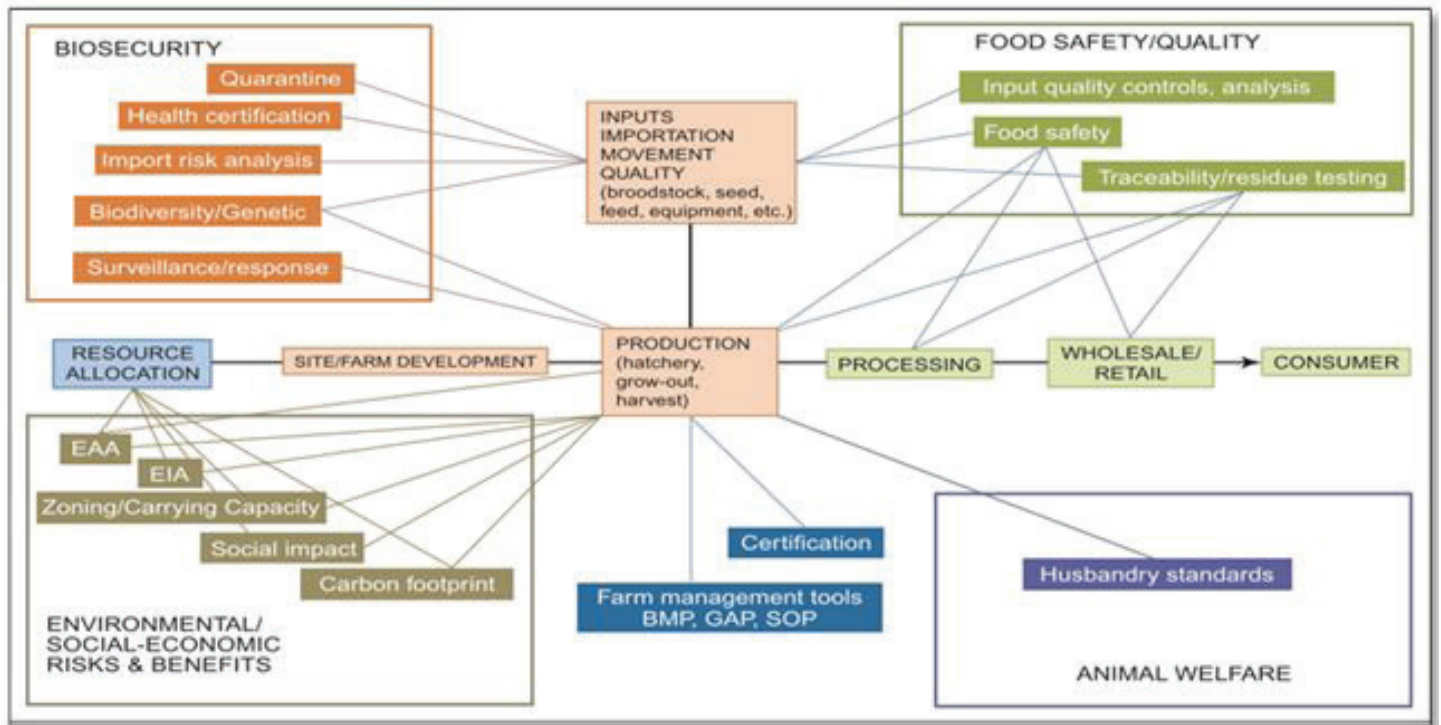 BIOSECURITY
Quarantine
Health certification
Import risk analysis
Biodiversity/Genetic
Surveillance/response
INPUTS
IMPORTATION
MOVEMENT
QUALITY
(broodstock, seed,
feed, equipment, etc.)
FOOD SAFETY/QUALITY
Input quality controls, analysis
Food safety
Traceability/residue testing
RESOURCE
ALLOCATION
SITE/FARM DEVELOPMENT
PRODUCTION
(hatchery,
grow-out,
harvest)
PROCESSING
WHOLESALE/
RETAIL
CONSUMER
EAA
EIA
Zoning/Carrying Capacity
Social impact
Carbon footprint
ENVIRONMENTAL/
SOCIAL-ECONOMIC
RISKS & BENEFITS
Certification
Farm management tools
BMP, GAP, SOP
Husbandry standards
ANIMAL WELFARE